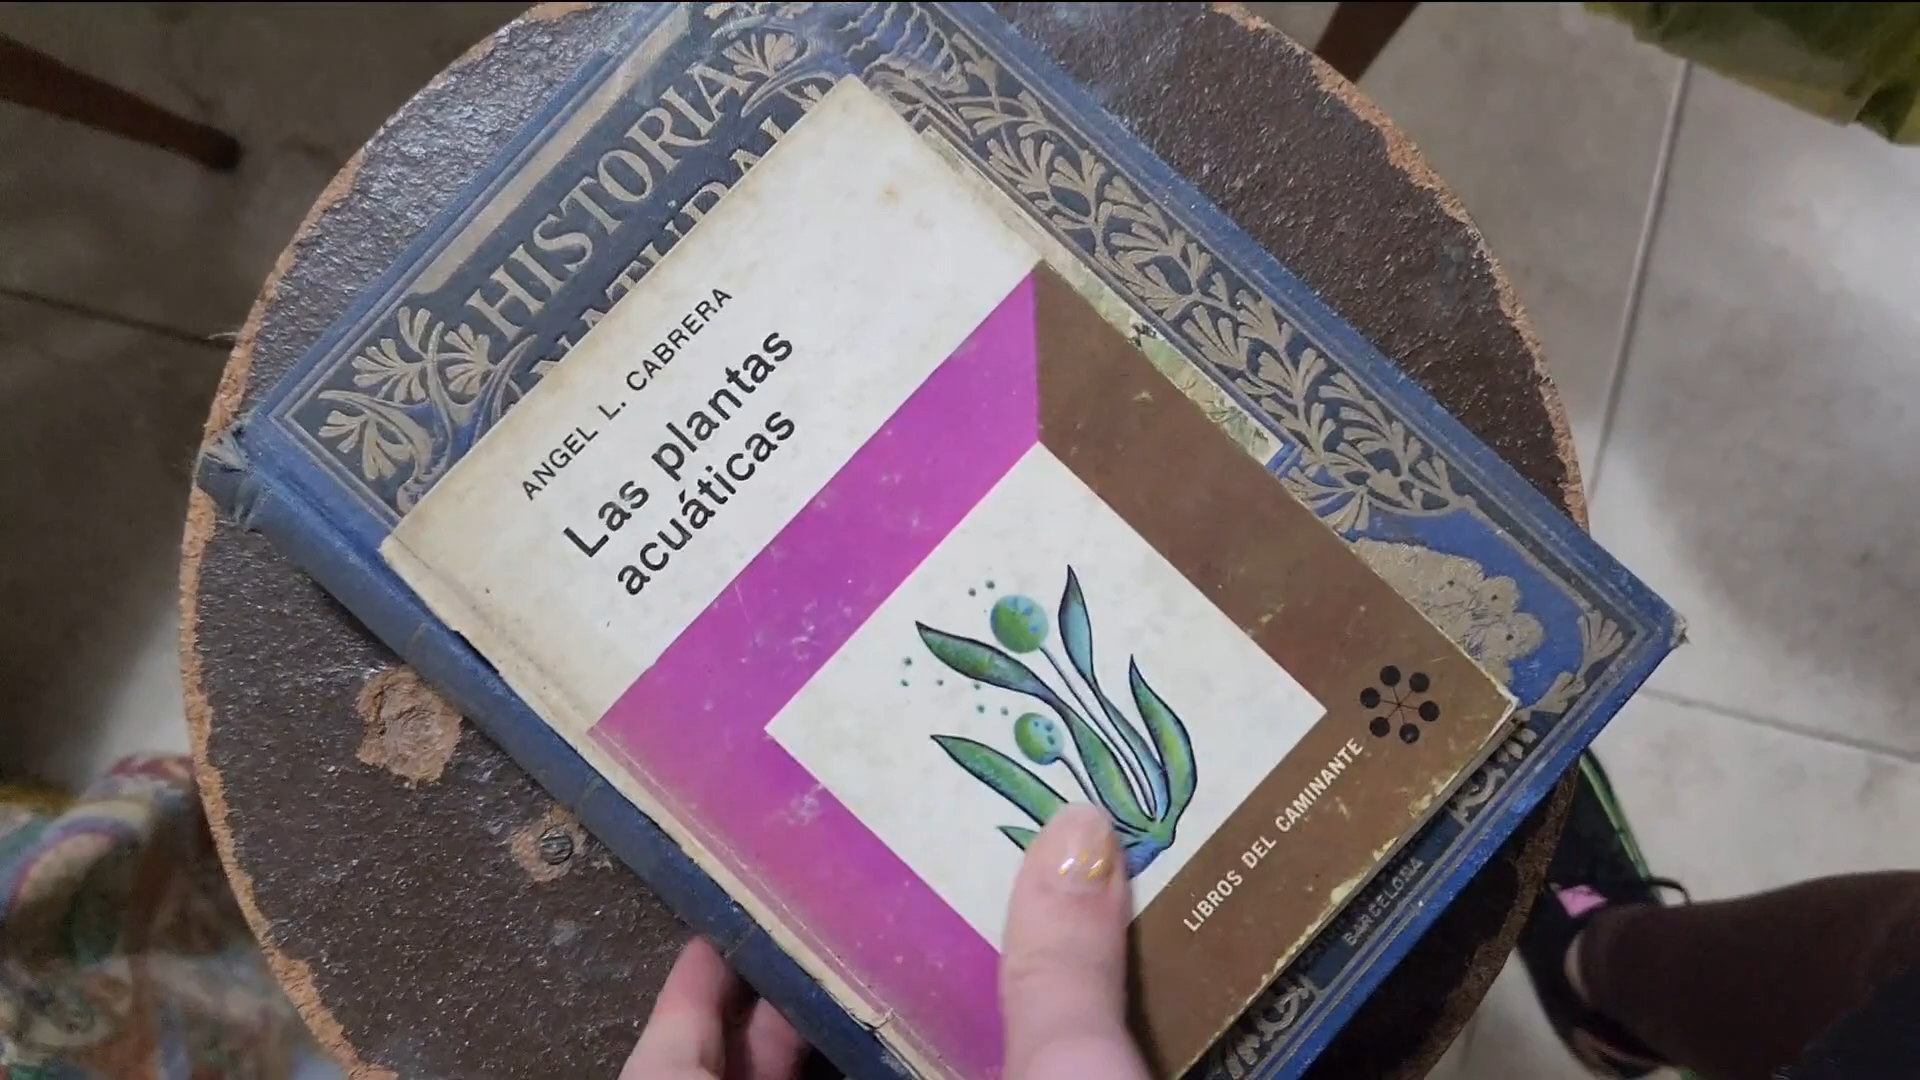 HISTORIA
ANGEL L. CABRERA
Las plantas
acuáticas
LIBROS DEL CAMINANTE
BARCELONA